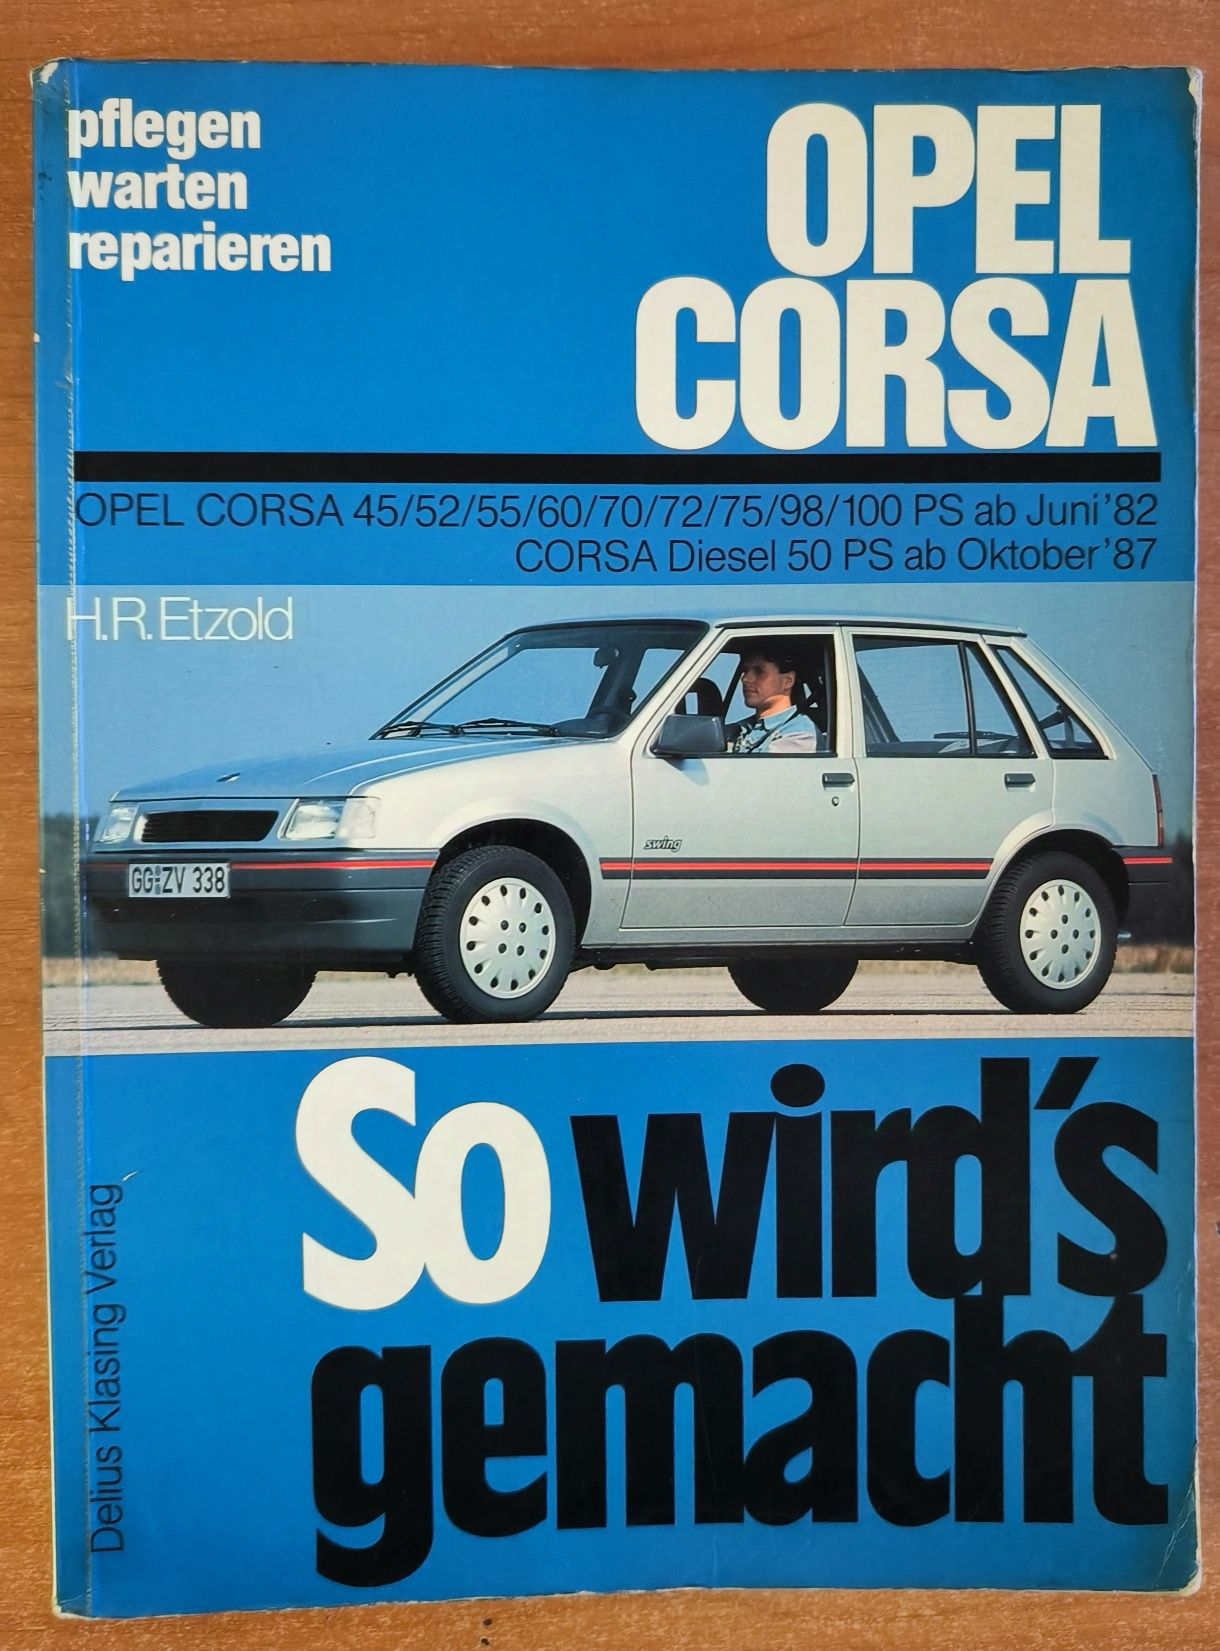 pflegen
warten
reparieren
OPEL
CORSA
OPEL CORSA 45/52/55/60/70/72/75/98/100 PS ab Juni '82
CORSA Diesel 50 PS ab Oktober '87
H.R. Etzold
swing
GG ZV 338
So wird's
gemacht
Delius Klasing Verlag